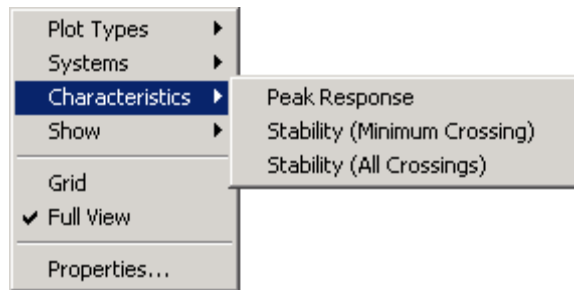 Plot Types
Systems
Characteristics
Show
Grid
Full View
Properties...
Peak Response
Stability (Minimum Crossing)
Stability (All Crossings)